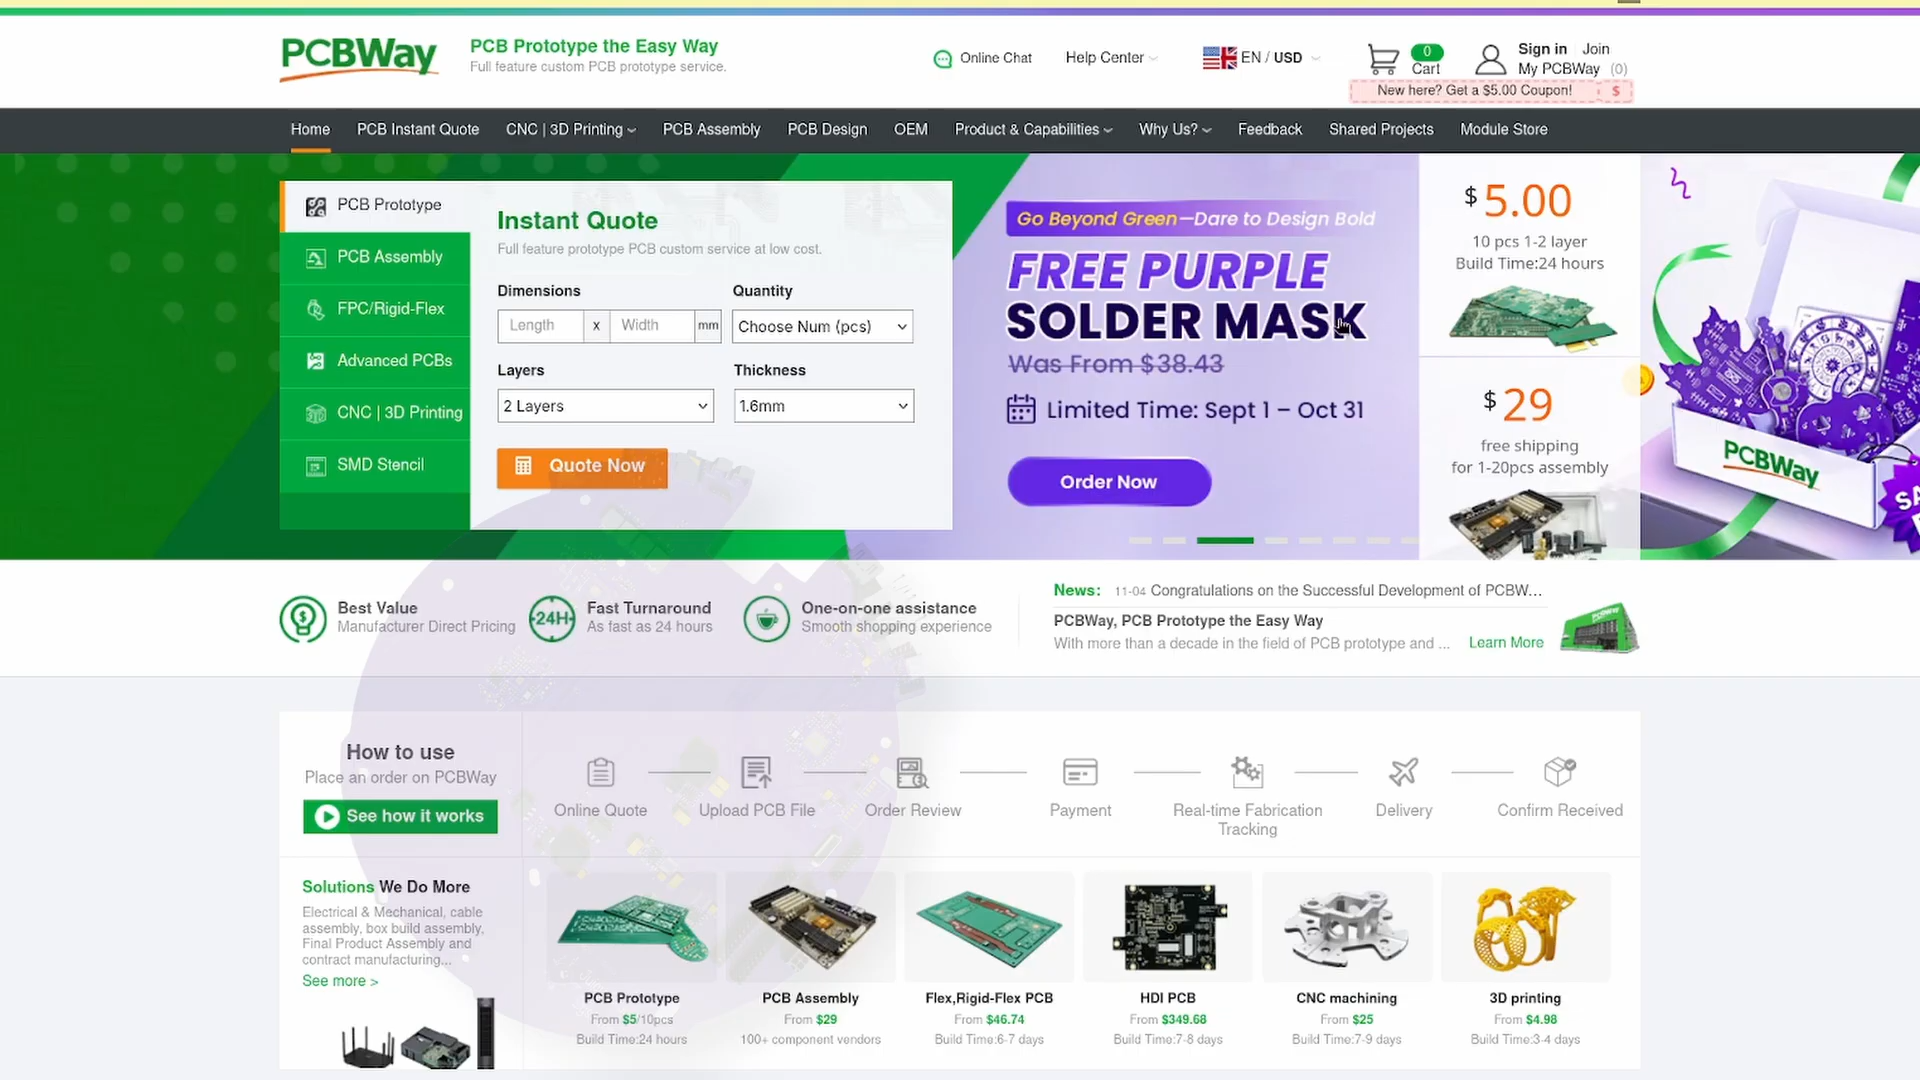 PCBWay
PCB Prototype the Easy Way
Full feature custom PCB prototype service.
Online Chat
Help Center
EN / USD
0
Cart
Sign in
Join
My PCBWay (0)
New here? Get a $5.00 Coupon!
$
Home
PCB Instant Quote
CNC | 3D Printing
PCB Assembly
PCB Design
OEM
Product & Capabilities
Why Us?
Feedback
Shared Projects
Module Store
PCB Prototype
PCB Assembly
FPC/Rigid-Flex
Advanced PCBs
CNC | 3D Printing
SMD Stencil
Instant Quote
Full feature prototype PCB custom service at low cost.
Dimensions
Quantity
Length x Width mm
Choose Num (pcs)
Layers
Thickness
2 Layers
1.6mm
Quote Now
Go Beyond Green—Dare to Design Bold
FREE PURPLE
SOLDER MASK
Was From $38.43
Limited Time: Sept 1 – Oct 31
Order Now
$ 5.00
10 pcs 1-2 layer
Build Time:24 hours
$ 29
free shipping
for 1-20pcs assembly
PCBWay
Best Value
Manufacturer Direct Pricing
24H
Fast Turnaround
As fast as 24 hours
One-on-one assistance
Smooth shopping experience
News: 11-04 Congratulations on the Successful Development of PCBW...
PCBWay, PCB Prototype the Easy Way
With more than a decade in the field of PCB prototype and ... Learn More
How to use
Place an order on PCBWay
See how it works
Online Quote
Upload PCB File
Order Review
Payment
Real-time Fabrication
Tracking
Delivery
Confirm Received
Solutions We Do More
Electrical & Mechanical, cable
assembly, box build assembly,
Final Product Assembly and
contract manufacturing...
See more >
PCB Prototype
From $5/10pcs
Build Time:24 hours
PCB Assembly
From $29
100+ component vendors
Flex,Rigid-Flex PCB
From $46.74
Build Time:6-7 days
HDI PCB
From $349.68
Build Time:7-8 days
CNC machining
From $25
Build Time:7-9 days
3D printing
From $4.98
Build Time:3-4 days